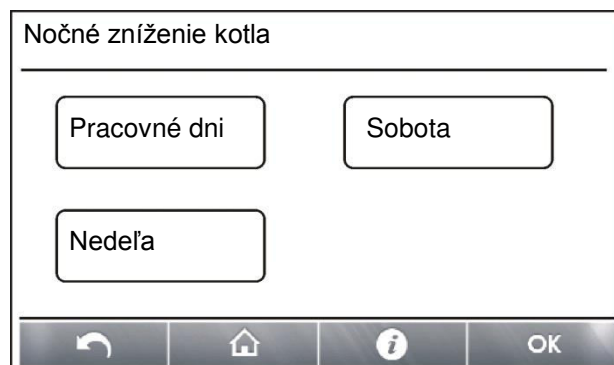 Nočné zníženie kotla
Pracovné dni
Sobota
Nedeľa
OK